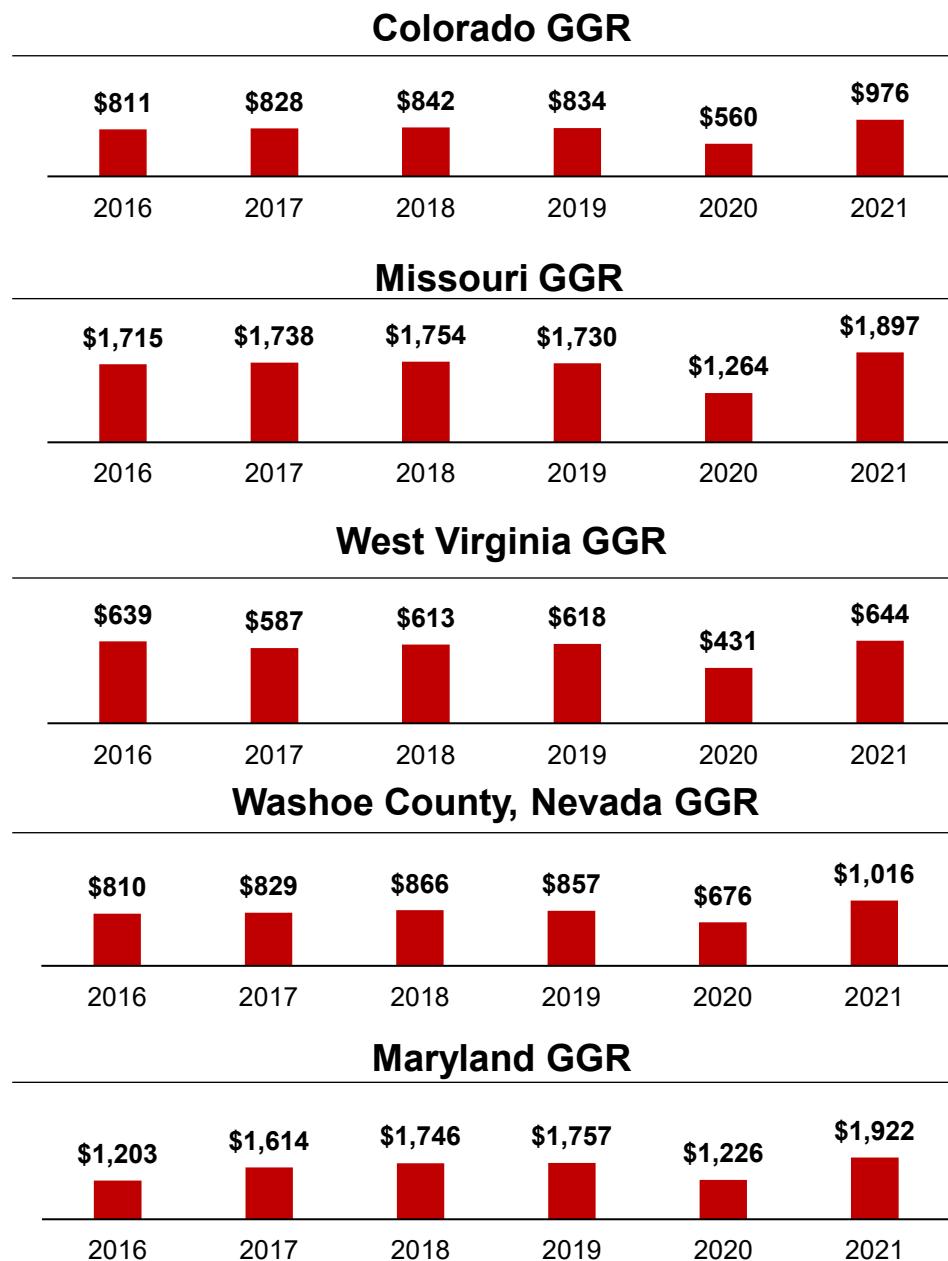 Colorado GGR
$811 $828 $842 $834 $560 $976
2016 2017 2018 2019 2020 2021
Missouri GGR
$1,715 $1,738 $1,754 $1,730 $1,264 $1,897
2016 2017 2018 2019 2020 2021
West Virginia GGR
$639 $587 $613 $618 $431 $644
2016 2017 2018 2019 2020 2021
Washoe County, Nevada GGR
$810 $829 $866 $857 $676 $1,016
2016 2017 2018 2019 2020 2021
Maryland GGR
$1,203 $1,614 $1,746 $1,757 $1,226 $1,922
2016 2017 2018 2019 2020 2021